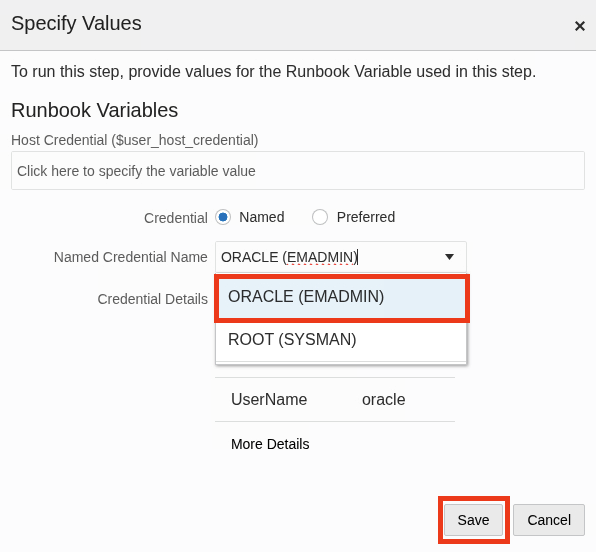 Specify Values ×
To run this step, provide values for the Runbook Variable used in this step.
Runbook Variables
Host Credential ($user_host_credential)
Click here to specify the variable value
Credential Named Preferred
Named Credential Name ORACLE (EMADMIN)
Credential Details
ORACLE (EMADMIN)
ROOT (SYSMAN)
UserName oracle
More Details
Save Cancel